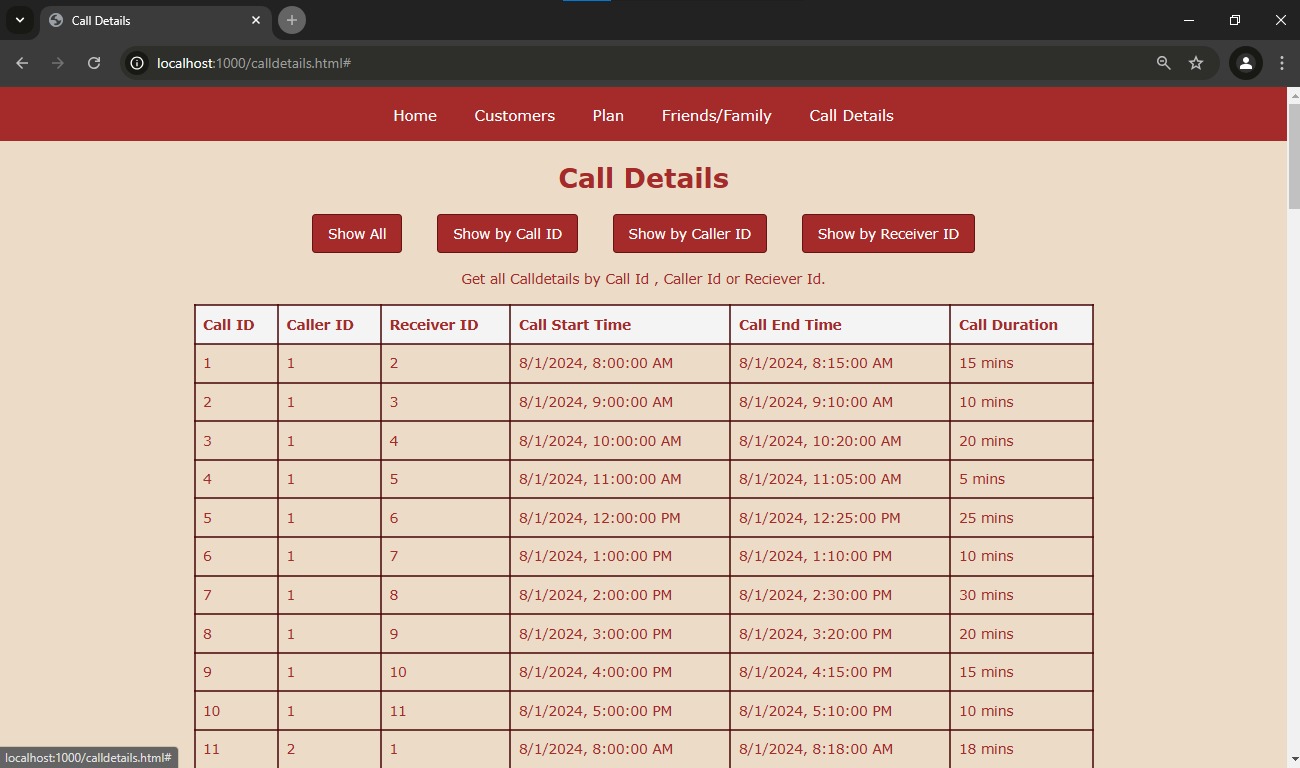 Call Details
localhost:1000/calldetails.html#
Home Customers Plan Friends/Family Call Details
Call Details
Show All Show by Call ID Show by Caller ID Show by Receiver ID
Get all Calldetails by Call Id , Caller Id or Reciever Id.
Call ID Caller ID Receiver ID Call Start Time Call End Time Call Duration
1 1 2 8/1/2024, 8:00:00 AM 8/1/2024, 8:15:00 AM 15 mins
2 1 3 8/1/2024, 9:00:00 AM 8/1/2024, 9:10:00 AM 10 mins
3 1 4 8/1/2024, 10:00:00 AM 8/1/2024, 10:20:00 AM 20 mins
4 1 5 8/1/2024, 11:00:00 AM 8/1/2024, 11:05:00 AM 5 mins
5 1 6 8/1/2024, 12:00:00 PM 8/1/2024, 12:25:00 PM 25 mins
6 1 7 8/1/2024, 1:00:00 PM 8/1/2024, 1:10:00 PM 10 mins
7 1 8 8/1/2024, 2:00:00 PM 8/1/2024, 2:30:00 PM 30 mins
8 1 9 8/1/2024, 3:00:00 PM 8/1/2024, 3:20:00 PM 20 mins
9 1 10 8/1/2024, 4:00:00 PM 8/1/2024, 4:15:00 PM 15 mins
10 1 11 8/1/2024, 5:00:00 PM 8/1/2024, 5:10:00 PM 10 mins
11 2 1 8/1/2024, 8:00:00 AM 8/1/2024, 8:18:00 AM 18 mins
localhost:1000/calldetails.html#